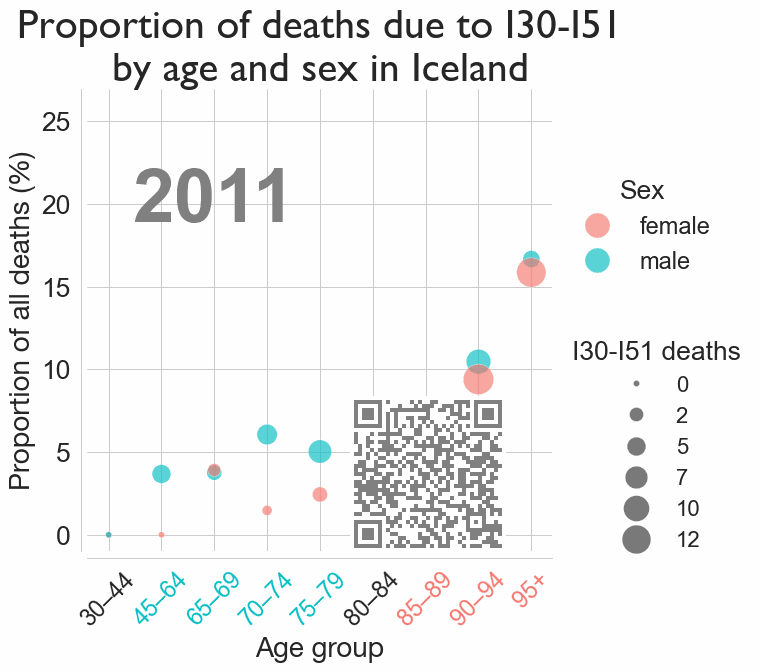 Proportion of deaths due to I30-I51
by age and sex in Iceland
Proportion of all deaths (%)
25
20
15
10
5
0
2011
30–44
45–64
65–69
70–74
75–79
80–84
85–89
90–94
95+
Age group
Sex
female
male
I30-I51 deaths
0
2
5
7
10
12